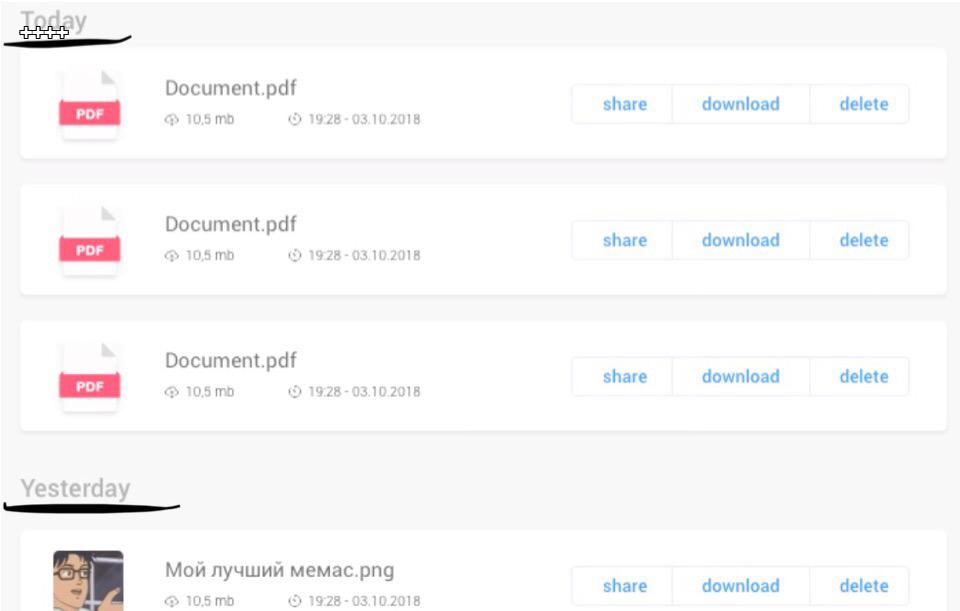 Today
Document.pdf
PDF
10,5 mb 19:28 - 03.10.2018
share download delete
Document.pdf
PDF
10,5 mb 19:28 - 03.10.2018
share download delete
Document.pdf
PDF
10,5 mb 19:28 - 03.10.2018
share download delete
Yesterday
Мой лучший мемас.png
10,5 mb 19:28 - 03.10.2018
share download delete